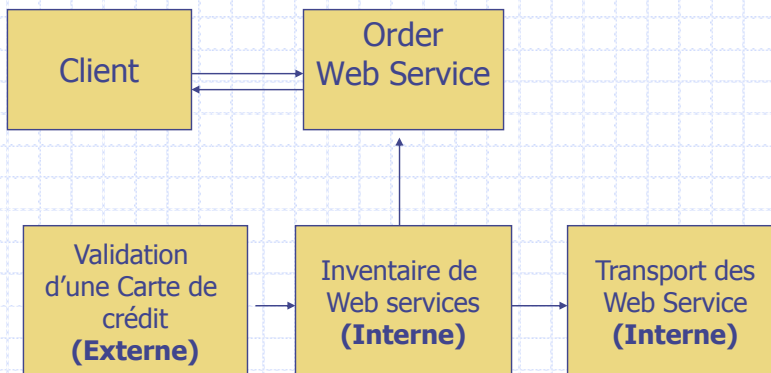 Client
Order
Web Service
Validation
d'une Carte de
crédit
(Externe)
Inventaire de
Web services
(Interne)
Transport des
Web Service
(Interne)